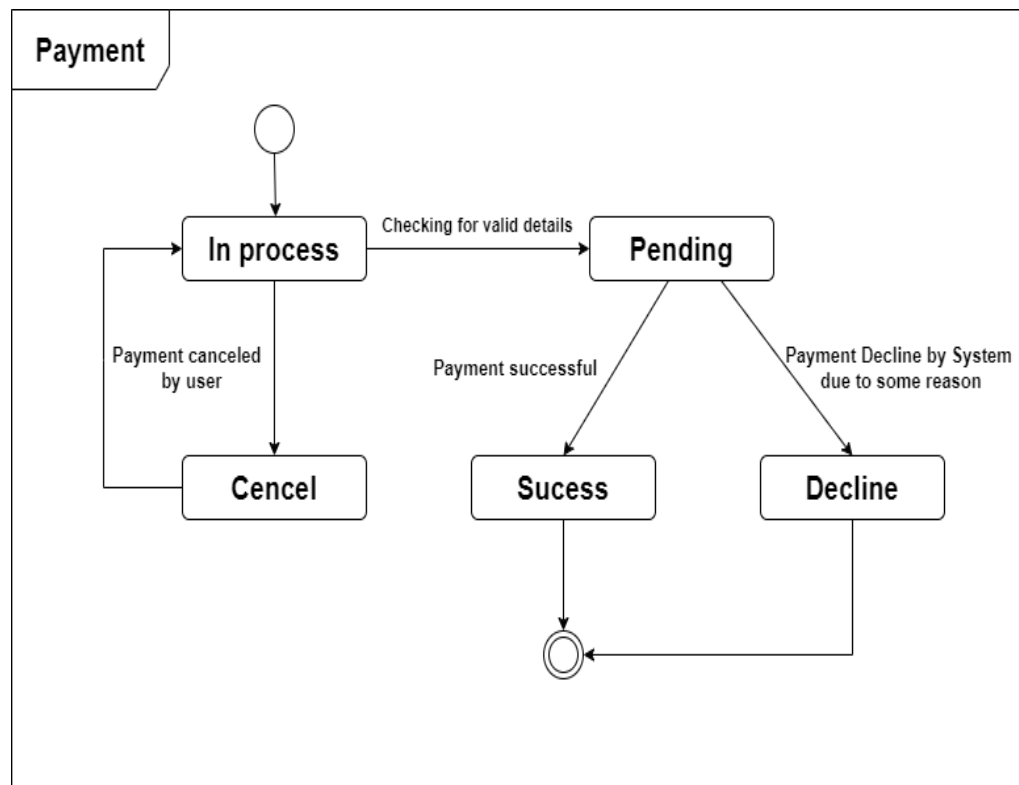 Payment
Checking for valid details
In process
Pending
Payment canceled
by user
Payment successful
Payment Decline by System
due to some reason
Cencel
Sucess
Decline